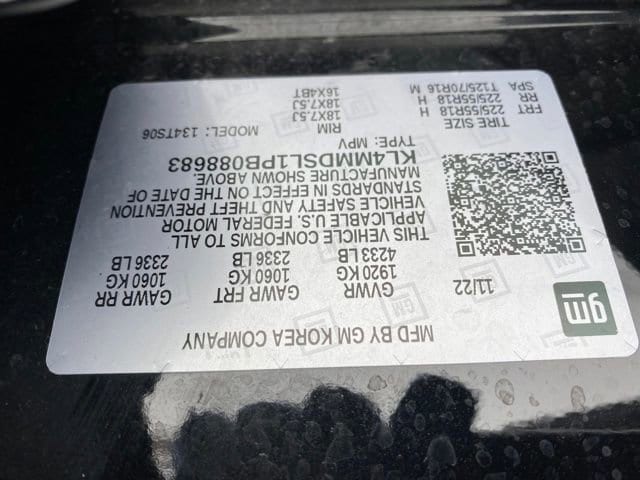 gm
MFD BY GM KOREA COMPANY
11/22 GVWR GAWR FRT GAWR RR
1920 KG 1060 KG 1060 KG
4233 LB 2336 LB 2336 LB
THIS VEHICLE CONFORMS TO ALL
APPLICABLE U.S. FEDERAL MOTOR
VEHICLE SAFETY AND THEFT PREVENTION
STANDARDS IN EFFECT ON THE DATE OF
MANUFACTURE SHOWN ABOVE.
KL4MMDSL1PB088683
TYPE: MPV MODEL: 134TS06
TIRE SIZE RIM
FRT 225/55R18 H 18X7.5J
RR 225/55R18 H 18X7.5J
SPA T125/70R16 M 16X4BT